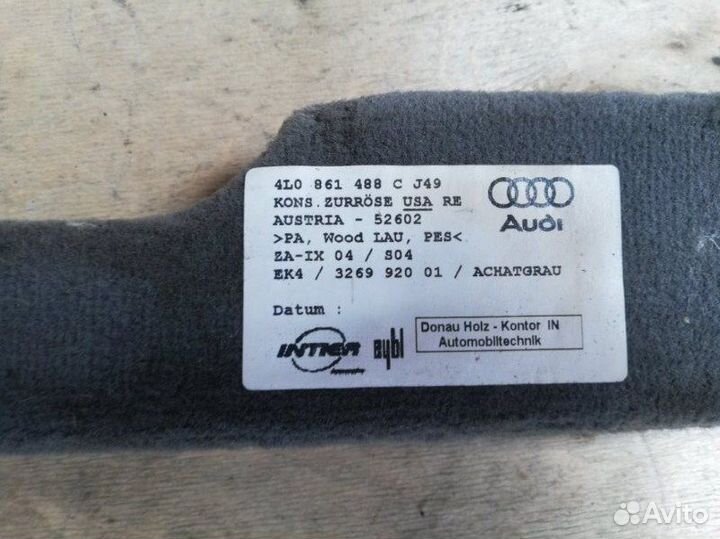 4L0 861 488 C J49
KONS.ZURRÖSE USA RE
AUSTRIA - 52602
>PA, Wood LAU, PES<
ZA-IX 04 / S04
EK4 / 3269 920 01 / ACHATGRAU
Datum :
Audi
INTIER
eybl
Donau Holz - Kontor IN
Automobiltechnik
Avito